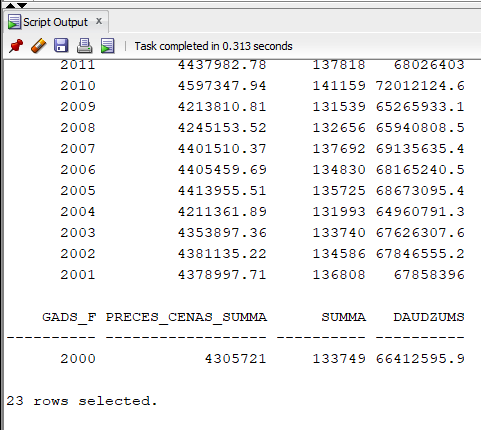 Script Output x
Task completed in 0.313 seconds
2011 4437982.78 137818 68026403
2010 4597347.94 141159 72012124.6
2009 4213810.81 131539 65265933.1
2008 4245153.52 132656 65940808.5
2007 4401510.37 137692 69135635.4
2006 4405459.69 134830 68165240.5
2005 4413955.51 135725 68673095.4
2004 4211361.89 131993 64960791.3
2003 4353897.36 133740 67626307.6
2002 4381135.22 134586 67846555.2
2001 4378997.71 136808 67858396
GADS_F PRECES_CENAS_SUMMA SUMMA DAUDZUMS
---------- ------------------ ---------- ----------
2000 4305721 133749 66412595.9
23 rows selected.